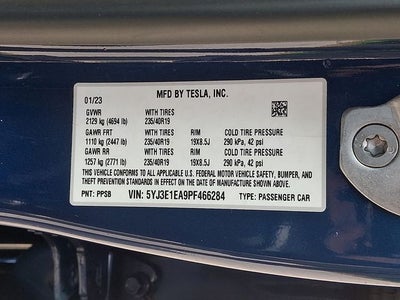 MFD BY TESLA, INC.
01/23
GVWR WITH TIRES
2129 kg (4694 lb) 235/40R19
GAWR FRT WITH TIRES RIM COLD TIRE PRESSURE
1110 kg (2447 lb) 235/40R19 19X8.5J 290 kPa, 42 psi
GAWR RR WITH TIRES RIM COLD TIRE PRESSURE
1257 kg (2771 lb) 235/40R19 19X8.5J 290 kPa, 42 psi
THIS VEHICLE CONFORMS TO ALL APPLICABLE U.S. FEDERAL MOTOR VEHICLE SAFETY, BUMPER, AND
THEFT PREVENTION STANDARDS IN EFFECT ON THE DATE OF MANUFACTURE SHOWN ABOVE.
PNT: PPSB VIN: 5YJ3E1EA9PF466284 TYPE: PASSENGER CAR